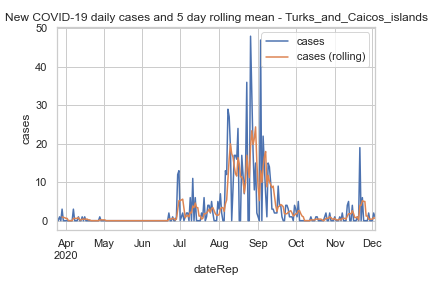 New COVID-19 daily cases and 5 day rolling mean - Turks_and_Caicos_islands
cases
cases (rolling)
50
40
30
20
10
0
cases
Apr May Jun Jul Aug Sep Oct Nov Dec
2020
dateRep